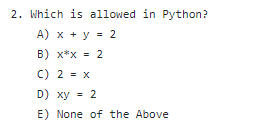 2. Which is allowed in Python?
A) x + y = 2
B) x*x = 2
C) 2 = x
D) xy = 2
E) None of the Above